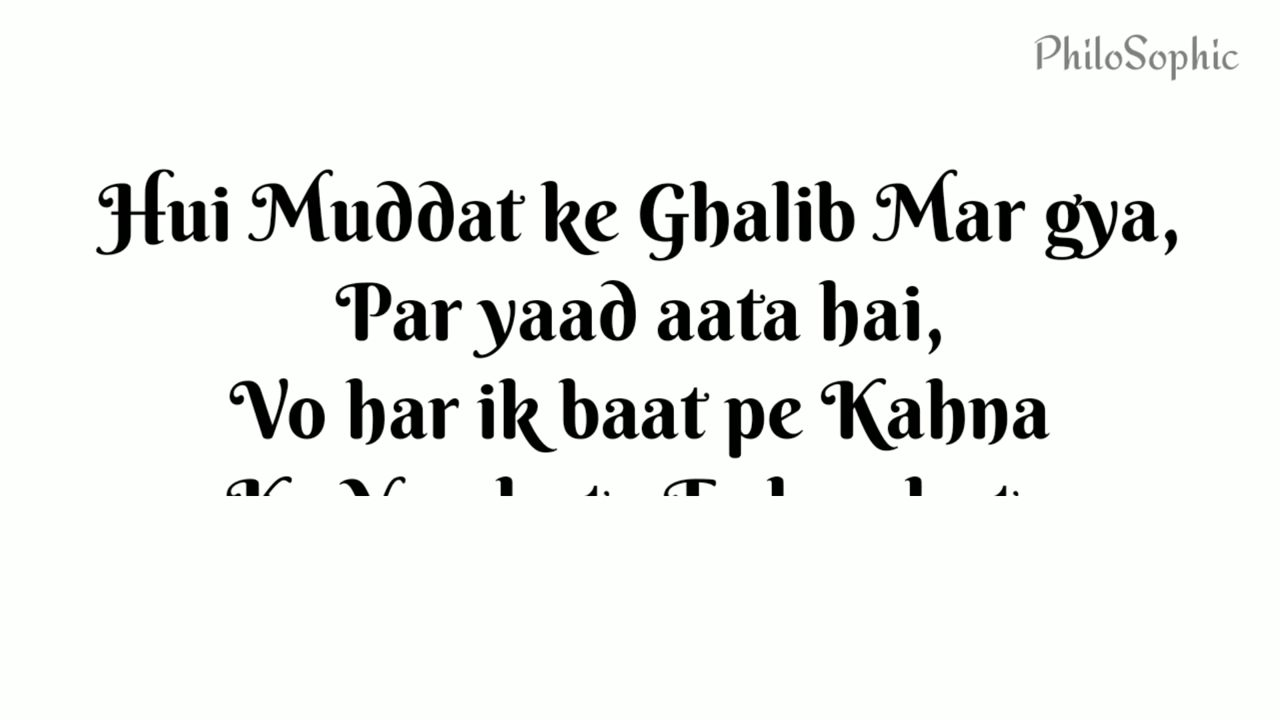 PhiloSophic
Hui Muddat ke Ghalib Mar gya,
Par yaad aata hai,
Vo har ik baat pe Kahna